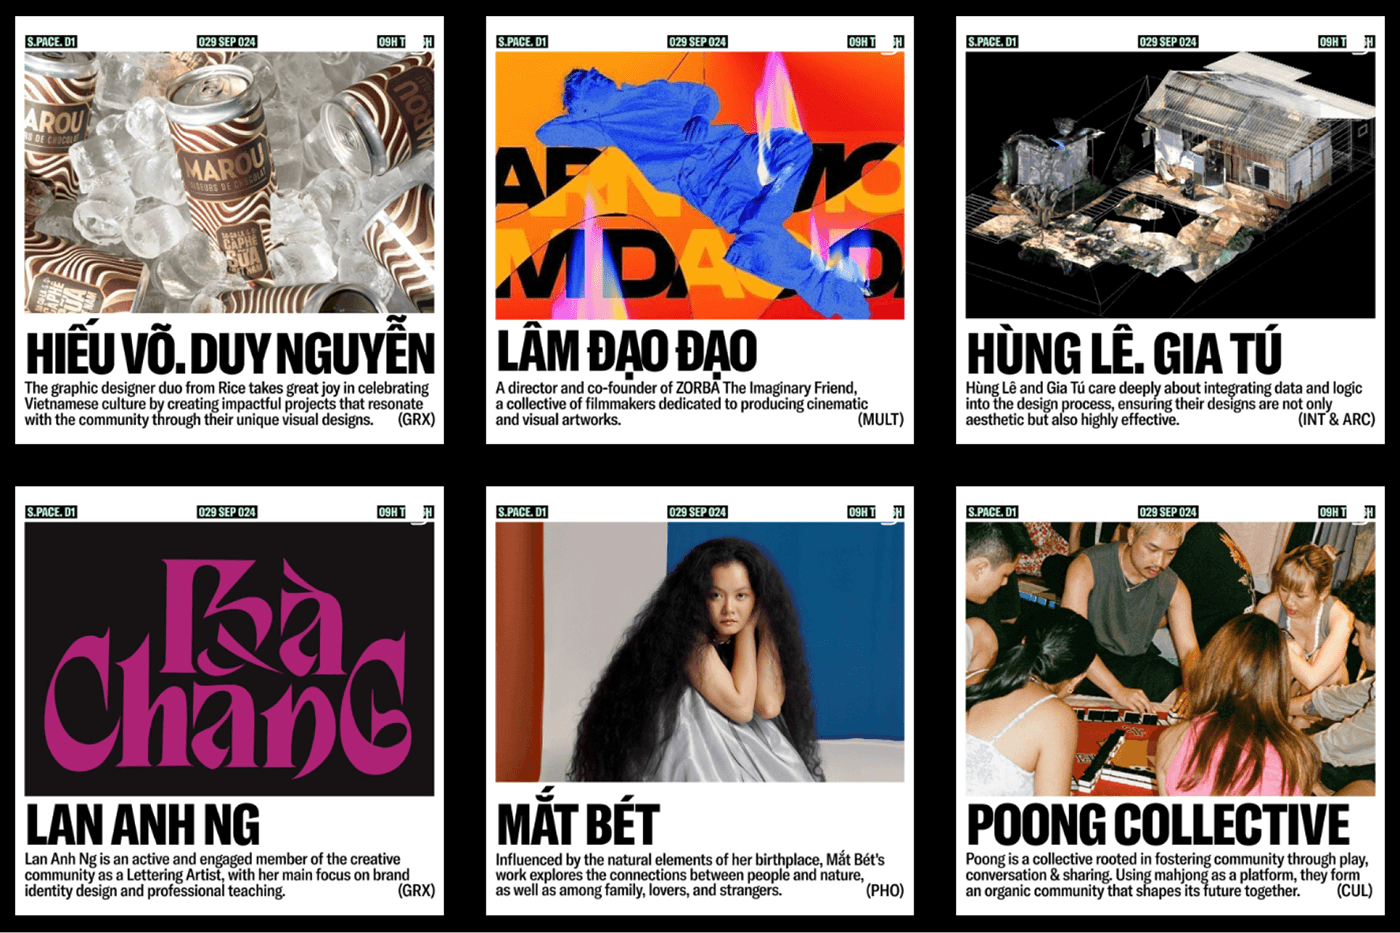 S.PACE. D1 029 SEP 024 09H T
MAROU
MAROU
FAISEURS DE CHOCOLAT
SAIGON
CAPHÊ
SỮA
VIỆT NAM
HIẾU VÕ. DUY NGUYỄN
The graphic designer duo from Rice takes great joy in celebrating
Vietnamese culture by creating impactful projects that resonate
with the community through their unique visual designs. (GRX)
S.PACE. D1 029 SEP 024 09H T
LÂM ĐẠO ĐẠO
A director and co-founder of ZORBA The Imaginary Friend,
a collective of filmmakers dedicated to producing cinematic
and visual artworks. (MULT)
S.PACE. D1 029 SEP 024 09H T
HÙNG LÊ. GIA TÚ
Hùng Lê and Gia Tú care deeply about integrating data and logic
into the design process, ensuring their designs are not only
aesthetic but also highly effective. (INT & ARC)
S.PACE. D1 029 SEP 024 09H T
Bà
Chang
LAN ANH NG
Lan Anh Ng is an active and engaged member of the creative
community as a Lettering Artist, with her main focus on brand
identity design and professional teaching. (GRX)
S.PACE. D1 029 SEP 024 09H T
MẮT BÉT
Influenced by the natural elements of her birthplace, Mắt Bét's
work explores the connections between people and nature,
as well as among family, lovers, and strangers. (PHO)
S.PACE. D1 029 SEP 024 09H T
POONG COLLECTIVE
Poong is a collective rooted in fostering community through play,
conversation & sharing. Using mahjong as a platform, they form
an organic community that shapes its future together. (CUL)